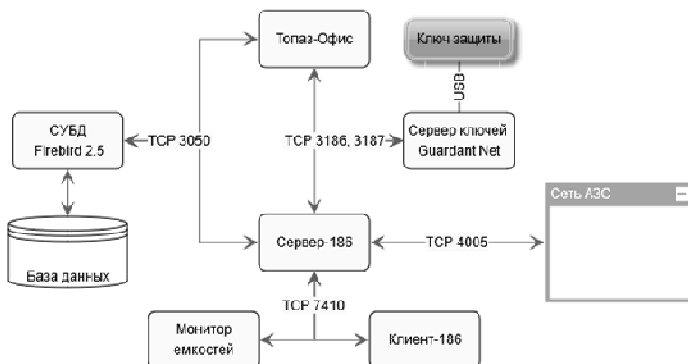 Топаз-Офис
Ключ защиты
USB
СУБД
Firebird 2.5
TCP 3050
TCP 3186, 3187
Сервер ключей
Guardant Net
Сеть АЗС
База данных
Сервер-186
TCP 4005
TCP 7410
Монитор
емкостей
Клиент-186